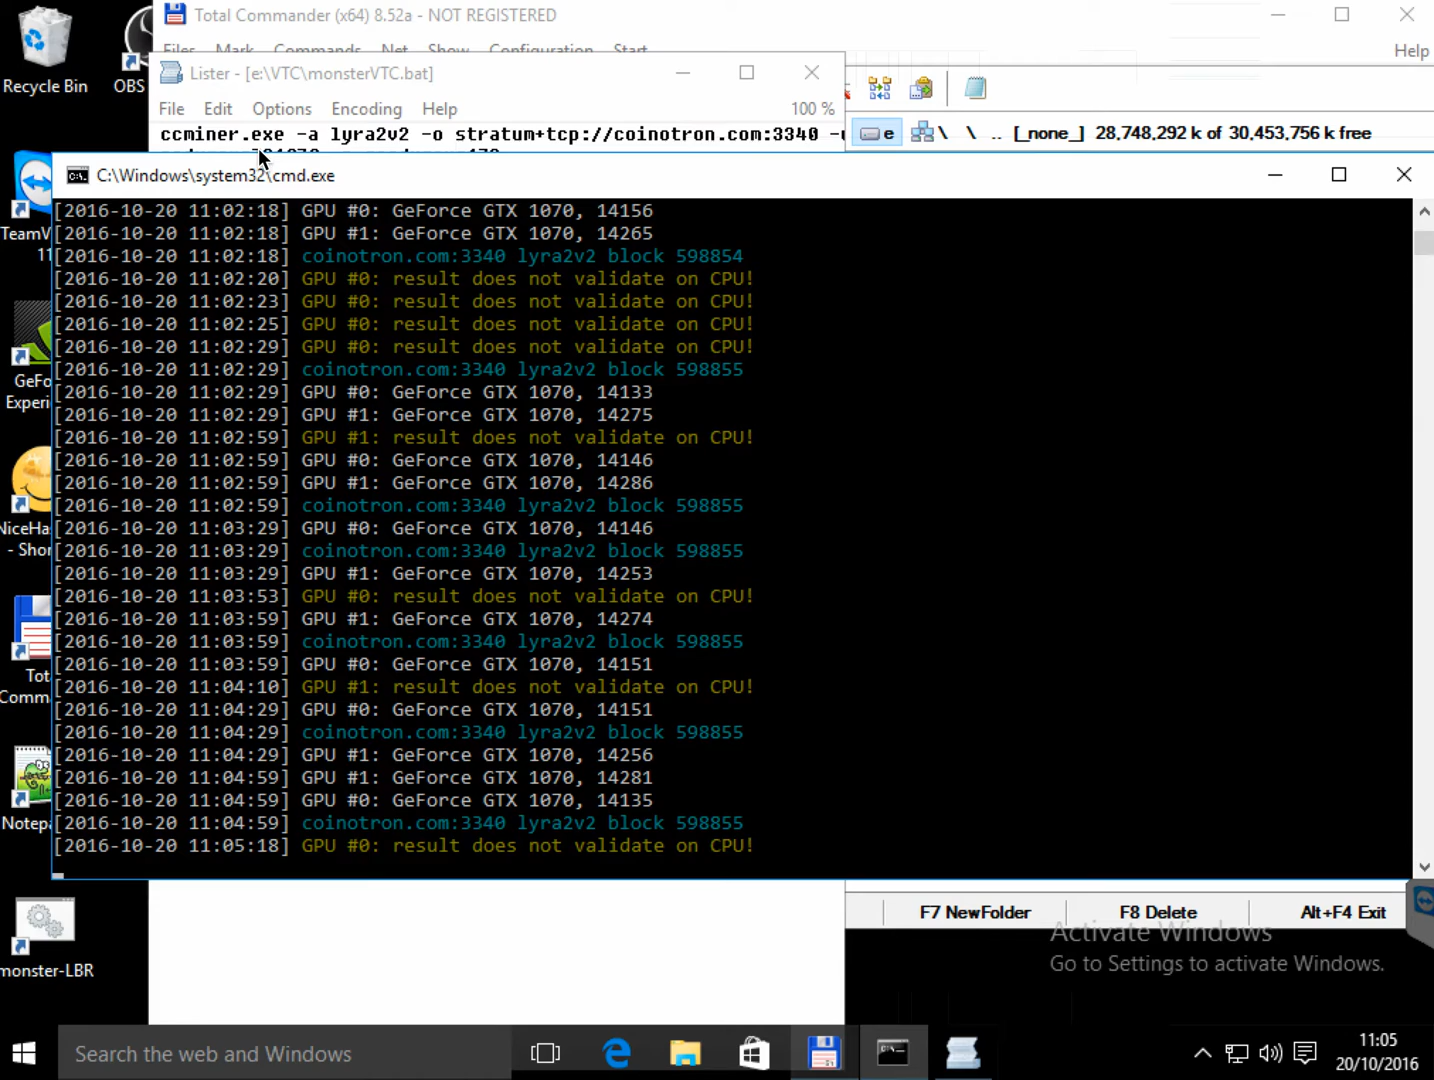 Total Commander (x64) 8.52a - NOT REGISTERED
Files Mark Commands Net Show Configuration Start
Help
Recycle Bin
OBS
Lister - [e:\VTC\monsterVTC.bat]
File Edit Options Encoding Help
100 %
ccminer.exe -a lyra2v2 -o stratum+tcp://coinotron.com:3340
e
\ \ .. [_none_] 28,748,292 k of 30,453,756 k free
C:\Windows\system32\cmd.exe
[2016-10-20 11:02:18] GPU #0: GeForce GTX 1070, 14156
[2016-10-20 11:02:18] GPU #1: GeForce GTX 1070, 14265
[2016-10-20 11:02:18] coinotron.com:3340 lyra2v2 block 598854
[2016-10-20 11:02:20] GPU #0: result does not validate on CPU!
[2016-10-20 11:02:23] GPU #0: result does not validate on CPU!
[2016-10-20 11:02:25] GPU #0: result does not validate on CPU!
[2016-10-20 11:02:29] GPU #0: result does not validate on CPU!
[2016-10-20 11:02:29] coinotron.com:3340 lyra2v2 block 598855
[2016-10-20 11:02:29] GPU #0: GeForce GTX 1070, 14133
[2016-10-20 11:02:29] GPU #1: GeForce GTX 1070, 14275
[2016-10-20 11:02:59] GPU #1: result does not validate on CPU!
[2016-10-20 11:02:59] GPU #0: GeForce GTX 1070, 14146
[2016-10-20 11:02:59] GPU #1: GeForce GTX 1070, 14286
[2016-10-20 11:02:59] coinotron.com:3340 lyra2v2 block 598855
[2016-10-20 11:03:29] GPU #0: GeForce GTX 1070, 14146
[2016-10-20 11:03:29] coinotron.com:3340 lyra2v2 block 598855
[2016-10-20 11:03:29] GPU #1: GeForce GTX 1070, 14253
[2016-10-20 11:03:53] GPU #0: result does not validate on CPU!
[2016-10-20 11:03:59] GPU #1: GeForce GTX 1070, 14274
[2016-10-20 11:03:59] coinotron.com:3340 lyra2v2 block 598855
[2016-10-20 11:03:59] GPU #0: GeForce GTX 1070, 14151
[2016-10-20 11:04:10] GPU #1: result does not validate on CPU!
[2016-10-20 11:04:29] GPU #0: GeForce GTX 1070, 14151
[2016-10-20 11:04:29] coinotron.com:3340 lyra2v2 block 598855
[2016-10-20 11:04:29] GPU #1: GeForce GTX 1070, 14256
[2016-10-20 11:04:59] GPU #1: GeForce GTX 1070, 14281
[2016-10-20 11:04:59] GPU #0: GeForce GTX 1070, 14135
[2016-10-20 11:04:59] coinotron.com:3340 lyra2v2 block 598855
[2016-10-20 11:05:18] GPU #0: result does not validate on CPU!
TeamV
11
GeFo
Experi
NiceHa
- Shor
Tot
Comm
Notep
monster-LBR
F7 NewFolder
F8 Delete
Alt+F4 Exit
Activate Windows
Go to Settings to activate Windows.
Search the web and Windows
11:05
20/10/2016